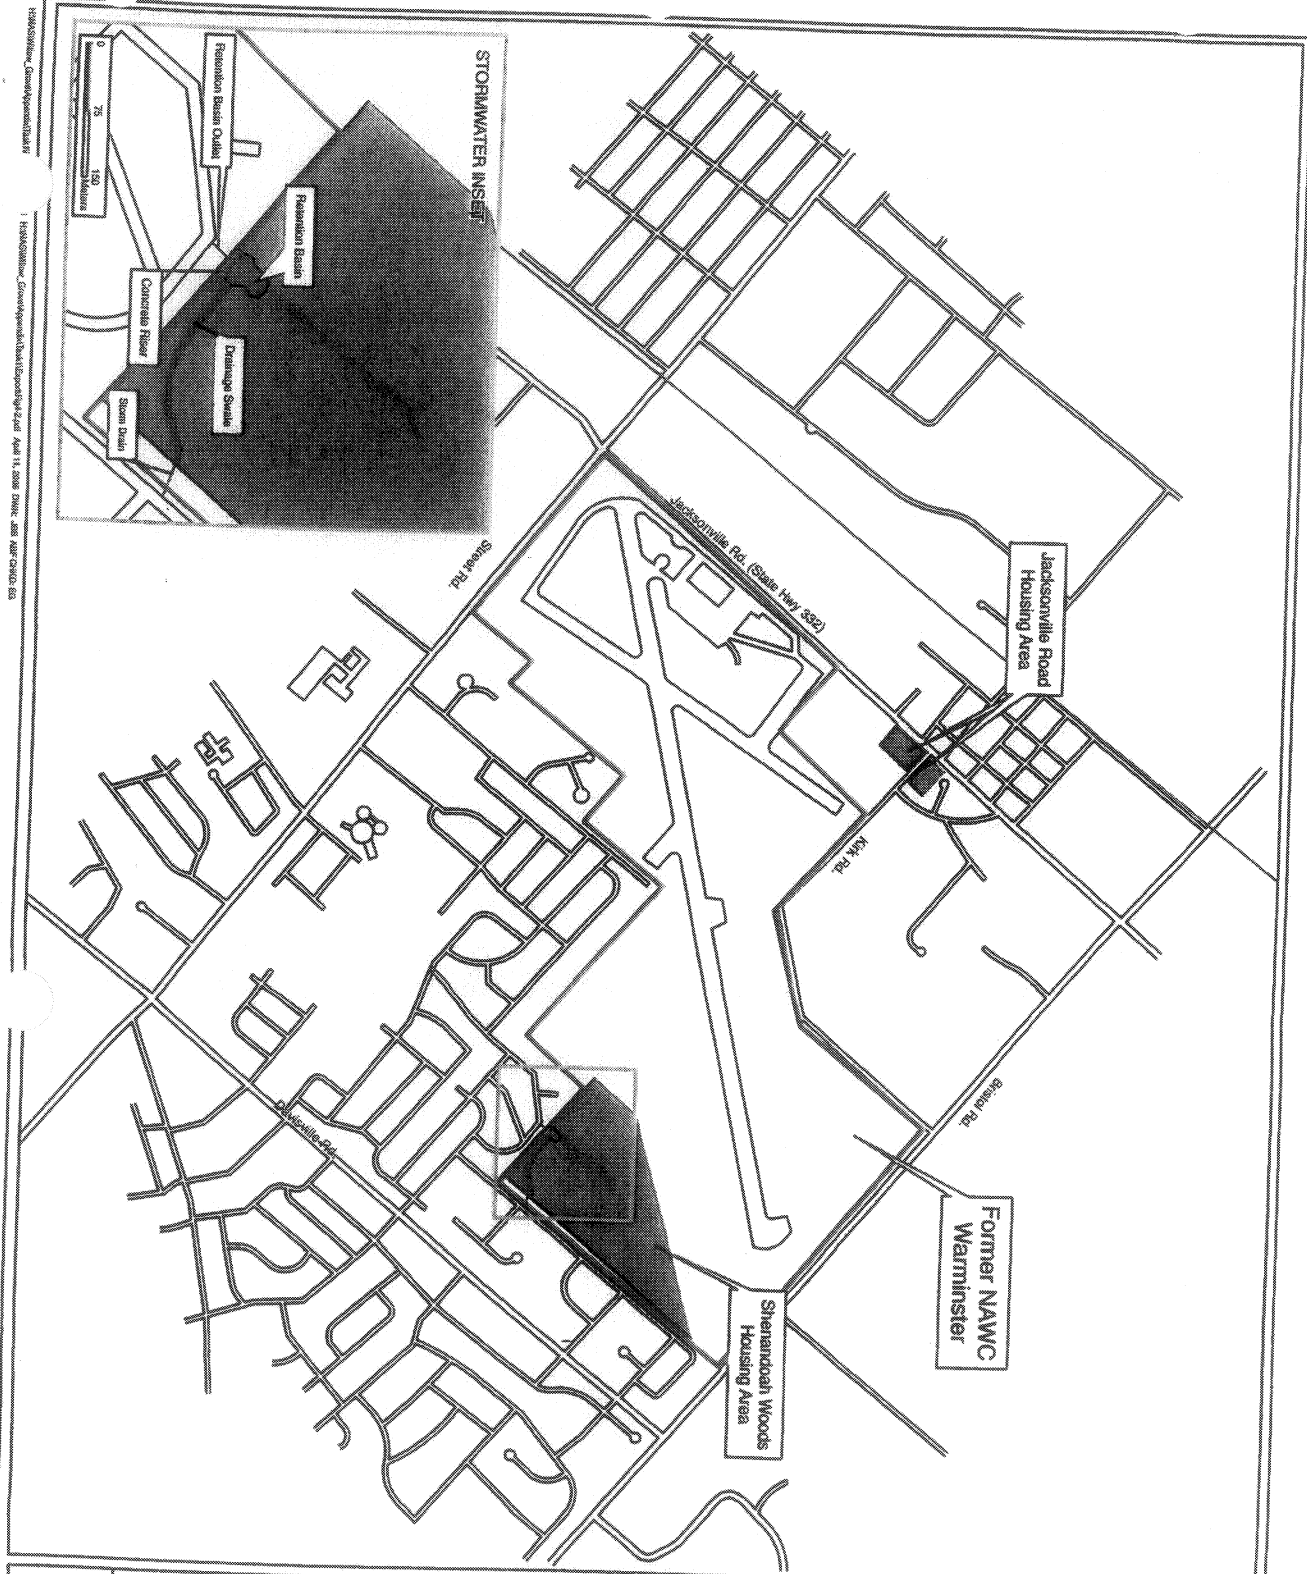 STORMWATER INSET
Retention Basin Outlet
Retention Basin
Concrete Riser
Drainage Swale
Storm Drain
0 75 150
Meters
Jacksonville Road
Housing Area
Jacksonville Rd. (State Hwy 332)
Street Rd.
Kirk Rd.
Bristol Rd.
Davisville Rd.
Former NAWC
Warminster
Shenandoah Woods
Housing Area